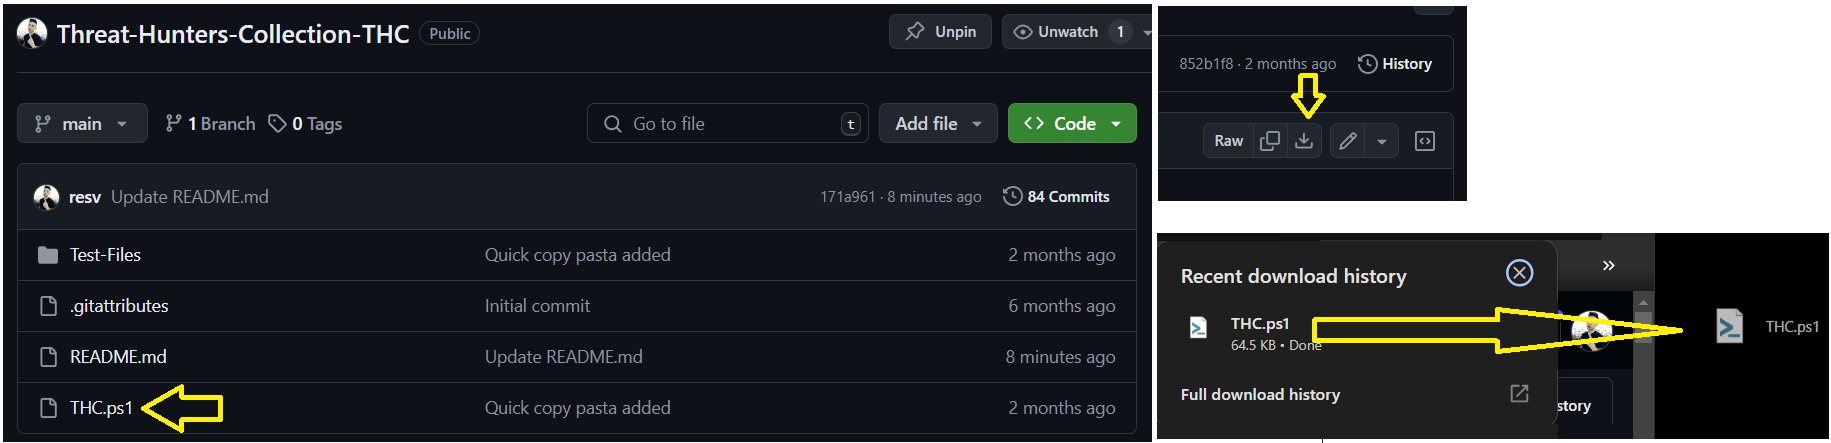 Threat-Hunters-Collection-THC Public Unpin Unwatch 1
main 1 Branch 0 Tags Go to file t Add file Code
resv Update README.md 171a961 · 8 minutes ago 84 Commits
Test-Files Quick copy pasta added 2 months ago
.gitattributes Initial commit 6 months ago
README.md Update README.md 8 minutes ago
THC.ps1 Quick copy pasta added 2 months ago
852b1f8 · 2 months ago History
Raw
Recent download history
THC.ps1
64.5 KB • Done
THC.ps1
Full download history
story